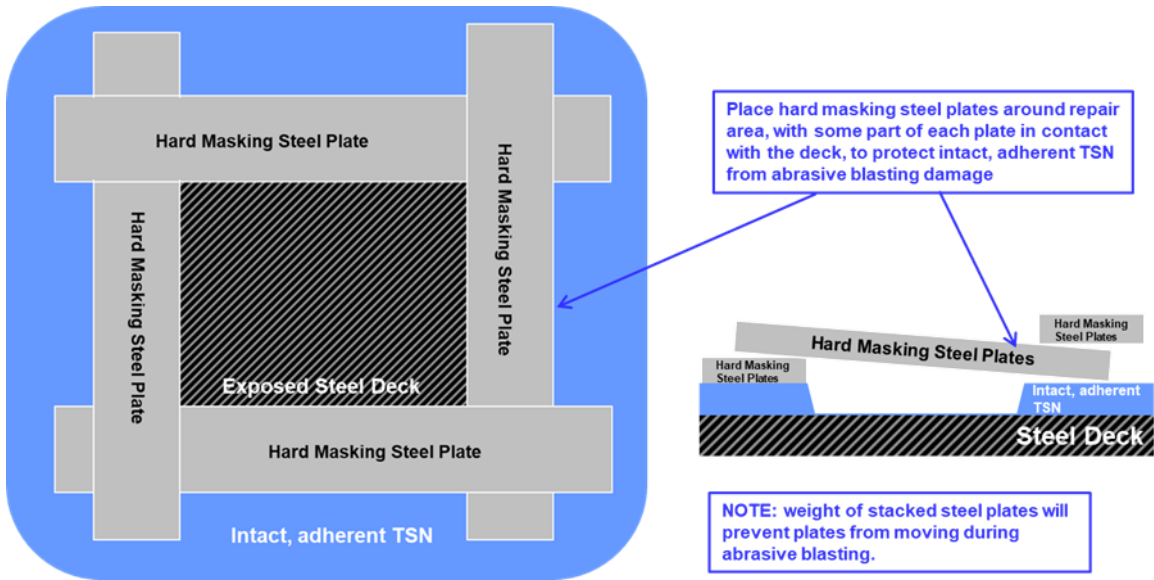 Hard Masking Steel Plate
Hard Masking Steel Plate
Hard Masking Steel Plate
Exposed Steel Deck
Hard Masking Steel Plate
Intact, adherent TSN
Place hard masking steel plates around repair
area, with some part of each plate in contact
with the deck, to protect intact, adherent TSN
from abrasive blasting damage
Hard Masking
Steel Plates
Hard Masking Steel Plates
Hard Masking
Steel Plates
Intact, adherent
TSN
Steel Deck
NOTE: weight of stacked steel plates will
prevent plates from moving during
abrasive blasting.